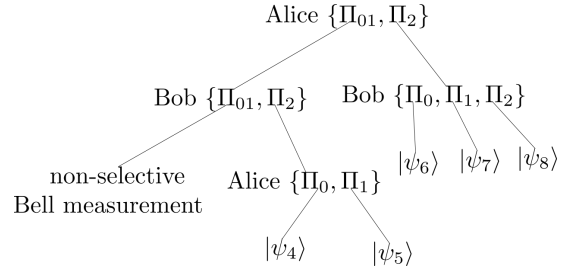 Alice {Π₀₁, Π₂}
Bob {Π₀₁, Π₂}
Bob {Π₀, Π₁, Π₂}
|ψ₆⟩ |ψ₇⟩ |ψ₈⟩
non-selective
Bell measurement
Alice {Π₀, Π₁}
|ψ₄⟩ |ψ₅⟩